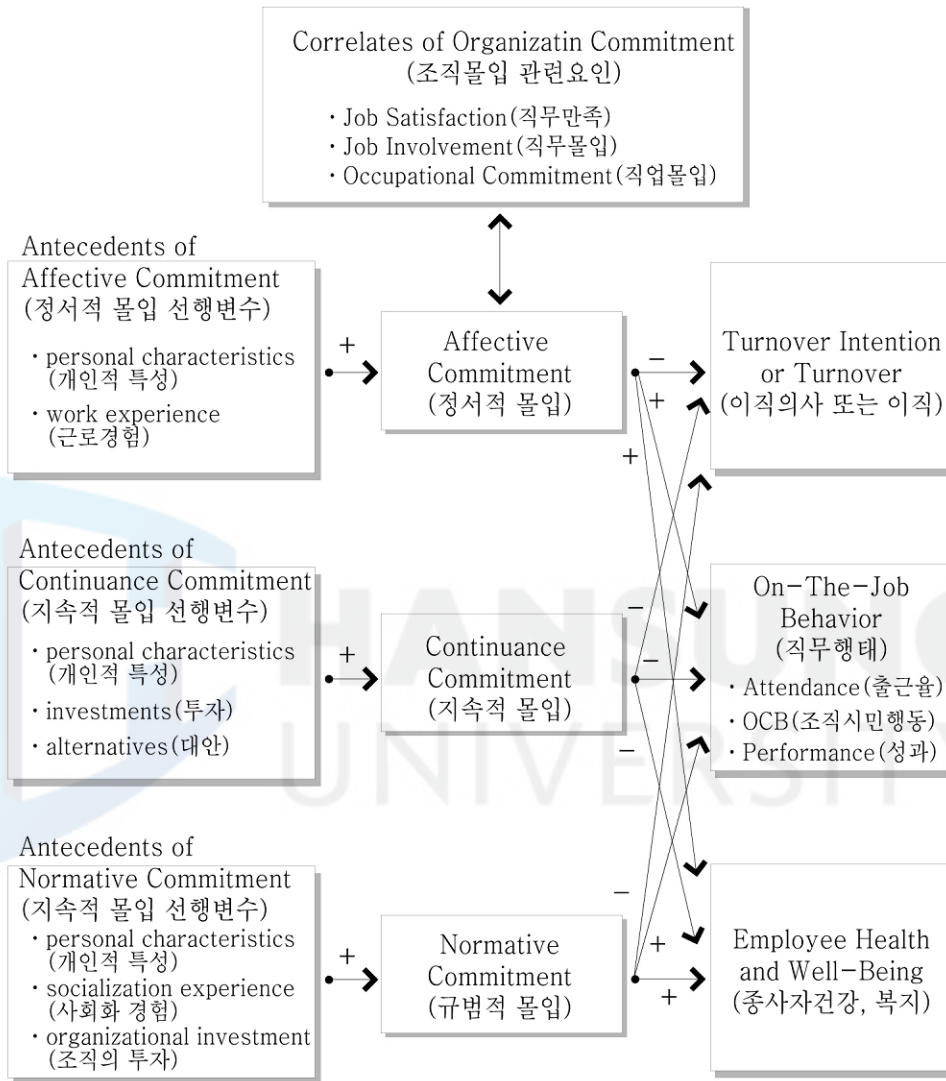 Correlates of Organizatin Commitment
(조직몰입 관련요인)
· Job Satisfaction(직무만족)
· Job Involvement(직무몰입)
· Occupational Commitment(직업몰입)
Antecedents of
Affective Commitment
(정서적 몰입 선행변수)
· personal characteristics
(개인적 특성)
· work experience
(근로경험)
+
Affective
Commitment
(정서적 몰입)
−
+
+
Turnover Intention
or Turnover
(이직의사 또는 이직)
Antecedents of
Continuance Commitment
(지속적 몰입 선행변수)
· personal characteristics
(개인적 특성)
· investments(투자)
· alternatives(대안)
+
Continuance
Commitment
(지속적 몰입)
−
−
−
On-The-Job
Behavior
(직무행태)
· Attendance(출근율)
· OCB(조직시민행동)
· Performance(성과)
Antecedents of
Normative Commitment
(지속적 몰입 선행변수)
· personal characteristics
(개인적 특성)
· socialization experience
(사회화 경험)
· organizational investment
(조직의 투자)
+
Normative
Commitment
(규범적 몰입)
−
+
+
Employee Health
and Well-Being
(종사자건강, 복지)
HANSUNG
UNIVERSITY